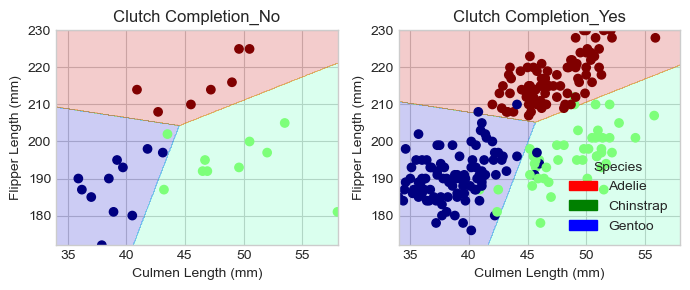 Clutch Completion_No
Clutch Completion_Yes
230
220
210
200
190
180
Flipper Length (mm)
35
40
45
50
55
Culmen Length (mm)
230
220
210
200
190
180
Flipper Length (mm)
35
40
45
50
55
Culmen Length (mm)
Species
Adelie
Chinstrap
Gentoo